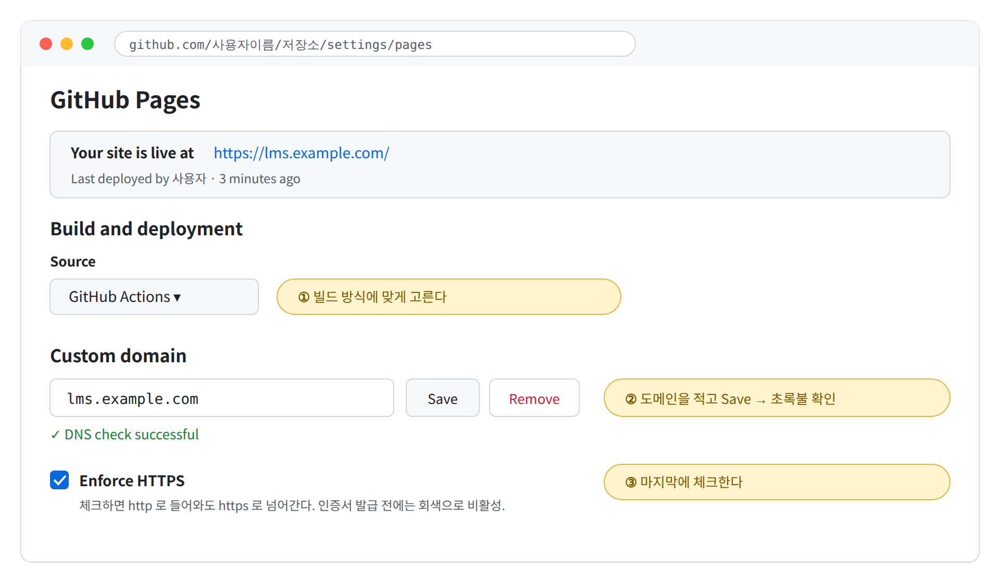 github.com/사용자이름/저장소/settings/pages
GitHub Pages
Your site is live at https://lms.example.com/
Last deployed by 사용자 · 3 minutes ago
Build and deployment
Source
GitHub Actions ▾
① 빌드 방식에 맞게 고른다
Custom domain
lms.example.com
Save
Remove
② 도메인을 적고 Save → 초록불 확인
✓ DNS check successful
Enforce HTTPS
③ 마지막에 체크한다
체크하면 http 로 들어와도 https 로 넘어간다. 인증서 발급 전에는 회색으로 비활성.